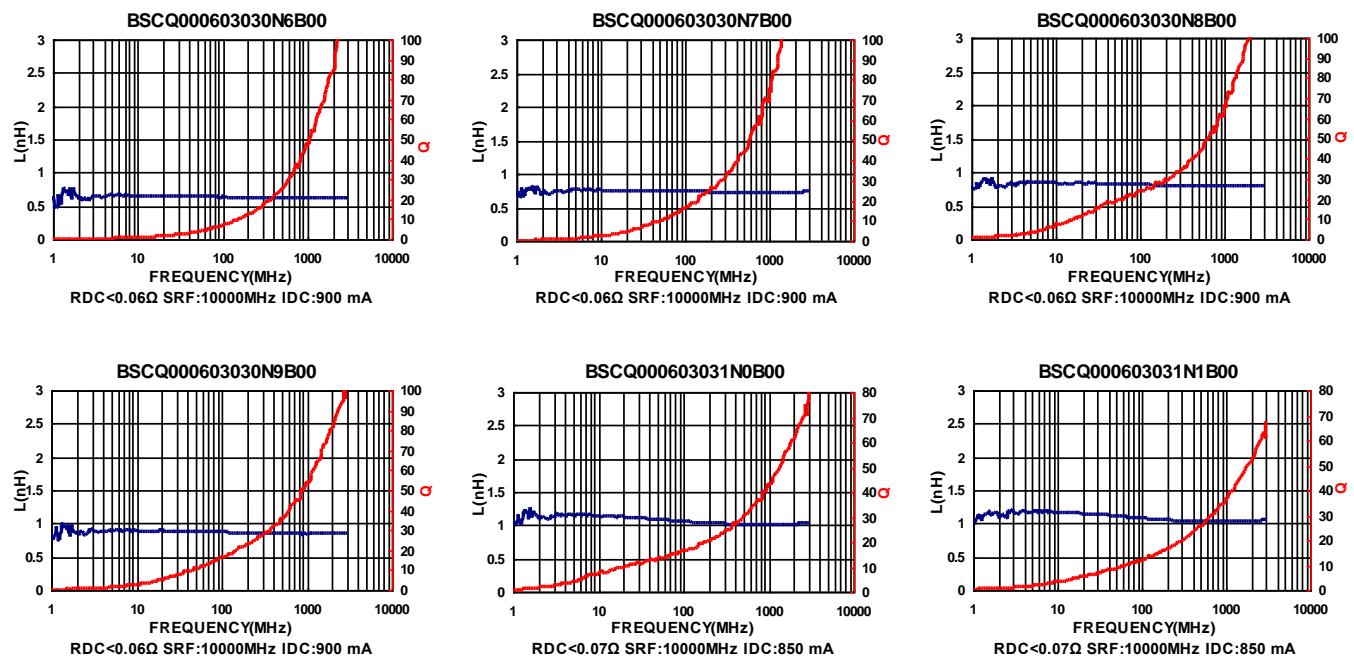 BSCQ000603030N6B00
3
2.5
2
1.5
1
0.5
0
L(nH)
100
90
80
70
60
50
40
30
20
10
0
Q
1 10 100 1000 10000
FREQUENCY(MHz)
RDC<0.06Ω SRF:10000MHz IDC:900 mA
BSCQ000603030N7B00
3
2.5
2
1.5
1
0.5
0
L(nH)
100
90
80
70
60
50
40
30
20
10
0
Q
1 10 100 1000 10000
FREQUENCY(MHz)
RDC<0.06Ω SRF:10000MHz IDC:900 mA
BSCQ000603030N8B00
3
2.5
2
1.5
1
0.5
0
L(nH)
100
90
80
70
60
50
40
30
20
10
0
Q
1 10 100 1000 10000
FREQUENCY(MHz)
RDC<0.06Ω SRF:10000MHz IDC:900 mA
BSCQ000603030N9B00
3
2.5
2
1.5
1
0.5
0
L(nH)
100
90
80
70
60
50
40
30
20
10
0
Q
1 10 100 1000 10000
FREQUENCY(MHz)
RDC<0.06Ω SRF:10000MHz IDC:900 mA
BSCQ000603031N0B00
3
2.5
2
1.5
1
0.5
0
L(nH)
80
70
60
50
40
30
20
10
0
Q
1 10 100 1000 10000
FREQUENCY(MHz)
RDC<0.07Ω SRF:10000MHz IDC:850 mA
BSCQ000603031N1B00
3
2.5
2
1.5
1
0.5
0
L(nH)
80
70
60
50
40
30
20
10
0
Q
1 10 100 1000 10000
FREQUENCY(MHz)
RDC<0.07Ω SRF:10000MHz IDC:850 mA